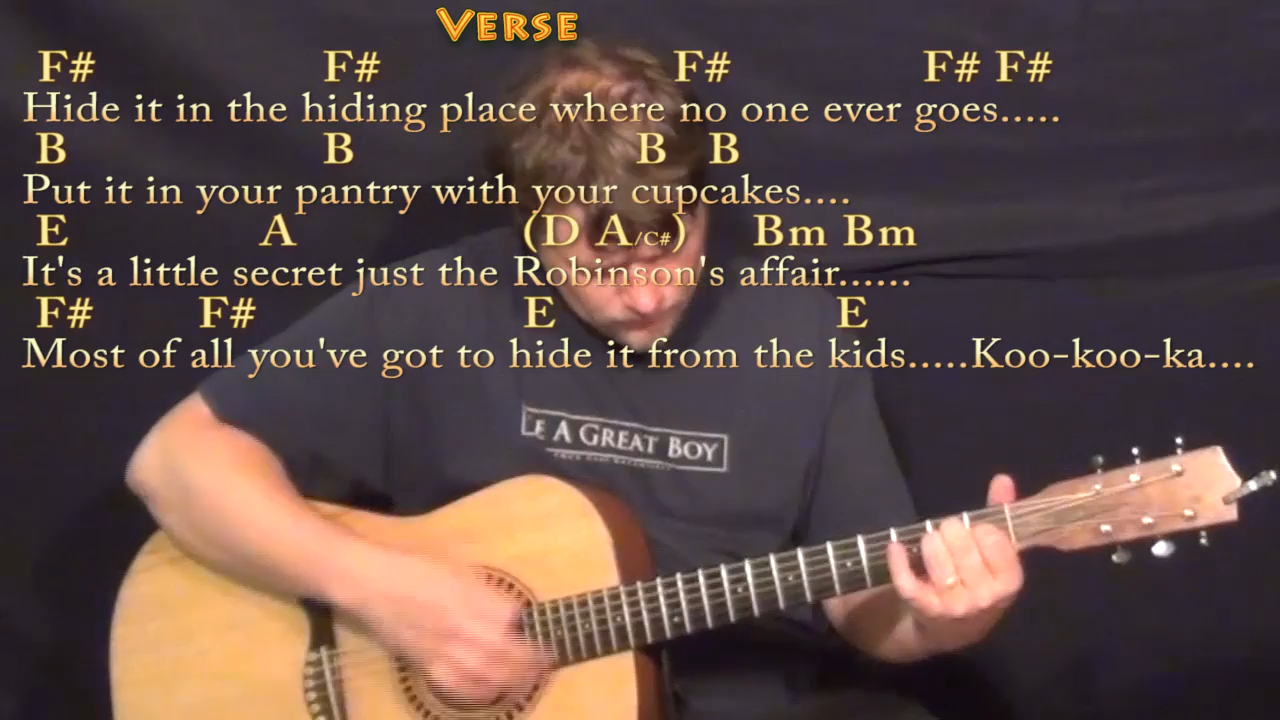 VERSE
F# F# F# F# F#
Hide it in the hiding place where no one ever goes.....
B B B B
Put it in your pantry with your cupcakes....
E A (D A/C#) Bm Bm
It's a little secret just the Robinson's affair......
F# F# E E
Most of all you've got to hide it from the kids.....Koo-koo-ka....
E A GREAT BOY